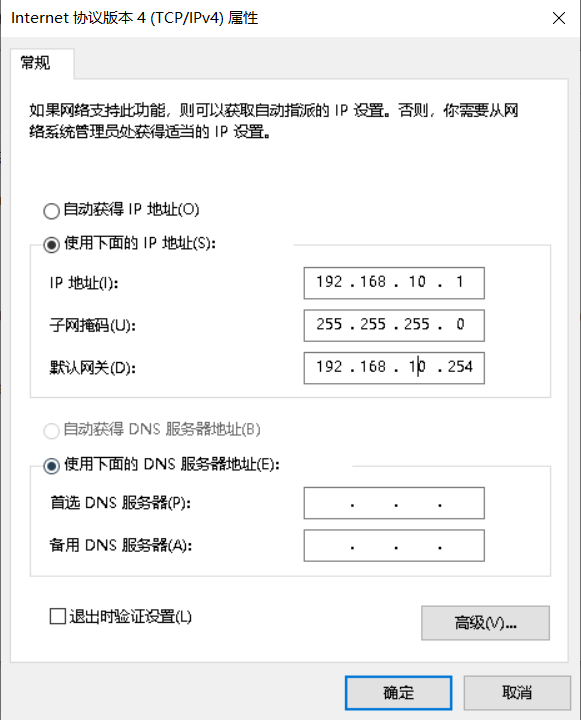 Internet 协议版本 4 (TCP/IPv4) 属性
常规
如果网络支持此功能，则可以获取自动指派的 IP 设置。否则，你需要从网
络系统管理员处获得适当的 IP 设置。
自动获得 IP 地址(O)
使用下面的 IP 地址(S):
IP 地址(I): 192 . 168 . 10 . 1
子网掩码(U): 255 . 255 . 255 . 0
默认网关(D): 192 . 168 . 10 . 254
自动获得 DNS 服务器地址(B)
使用下面的 DNS 服务器地址(E):
首选 DNS 服务器(P): . . .
备用 DNS 服务器(A): . . .
退出时验证设置(L)
高级(V)...
确定 取消